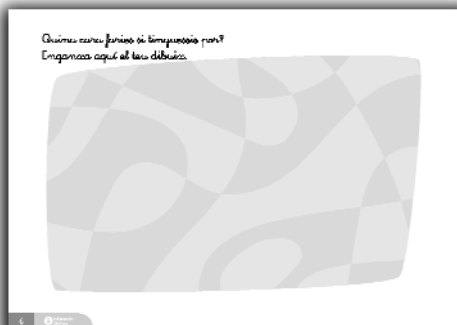 Quina cara faries si tinguessis por?
Enganxa aquí el teu dibuix.
6